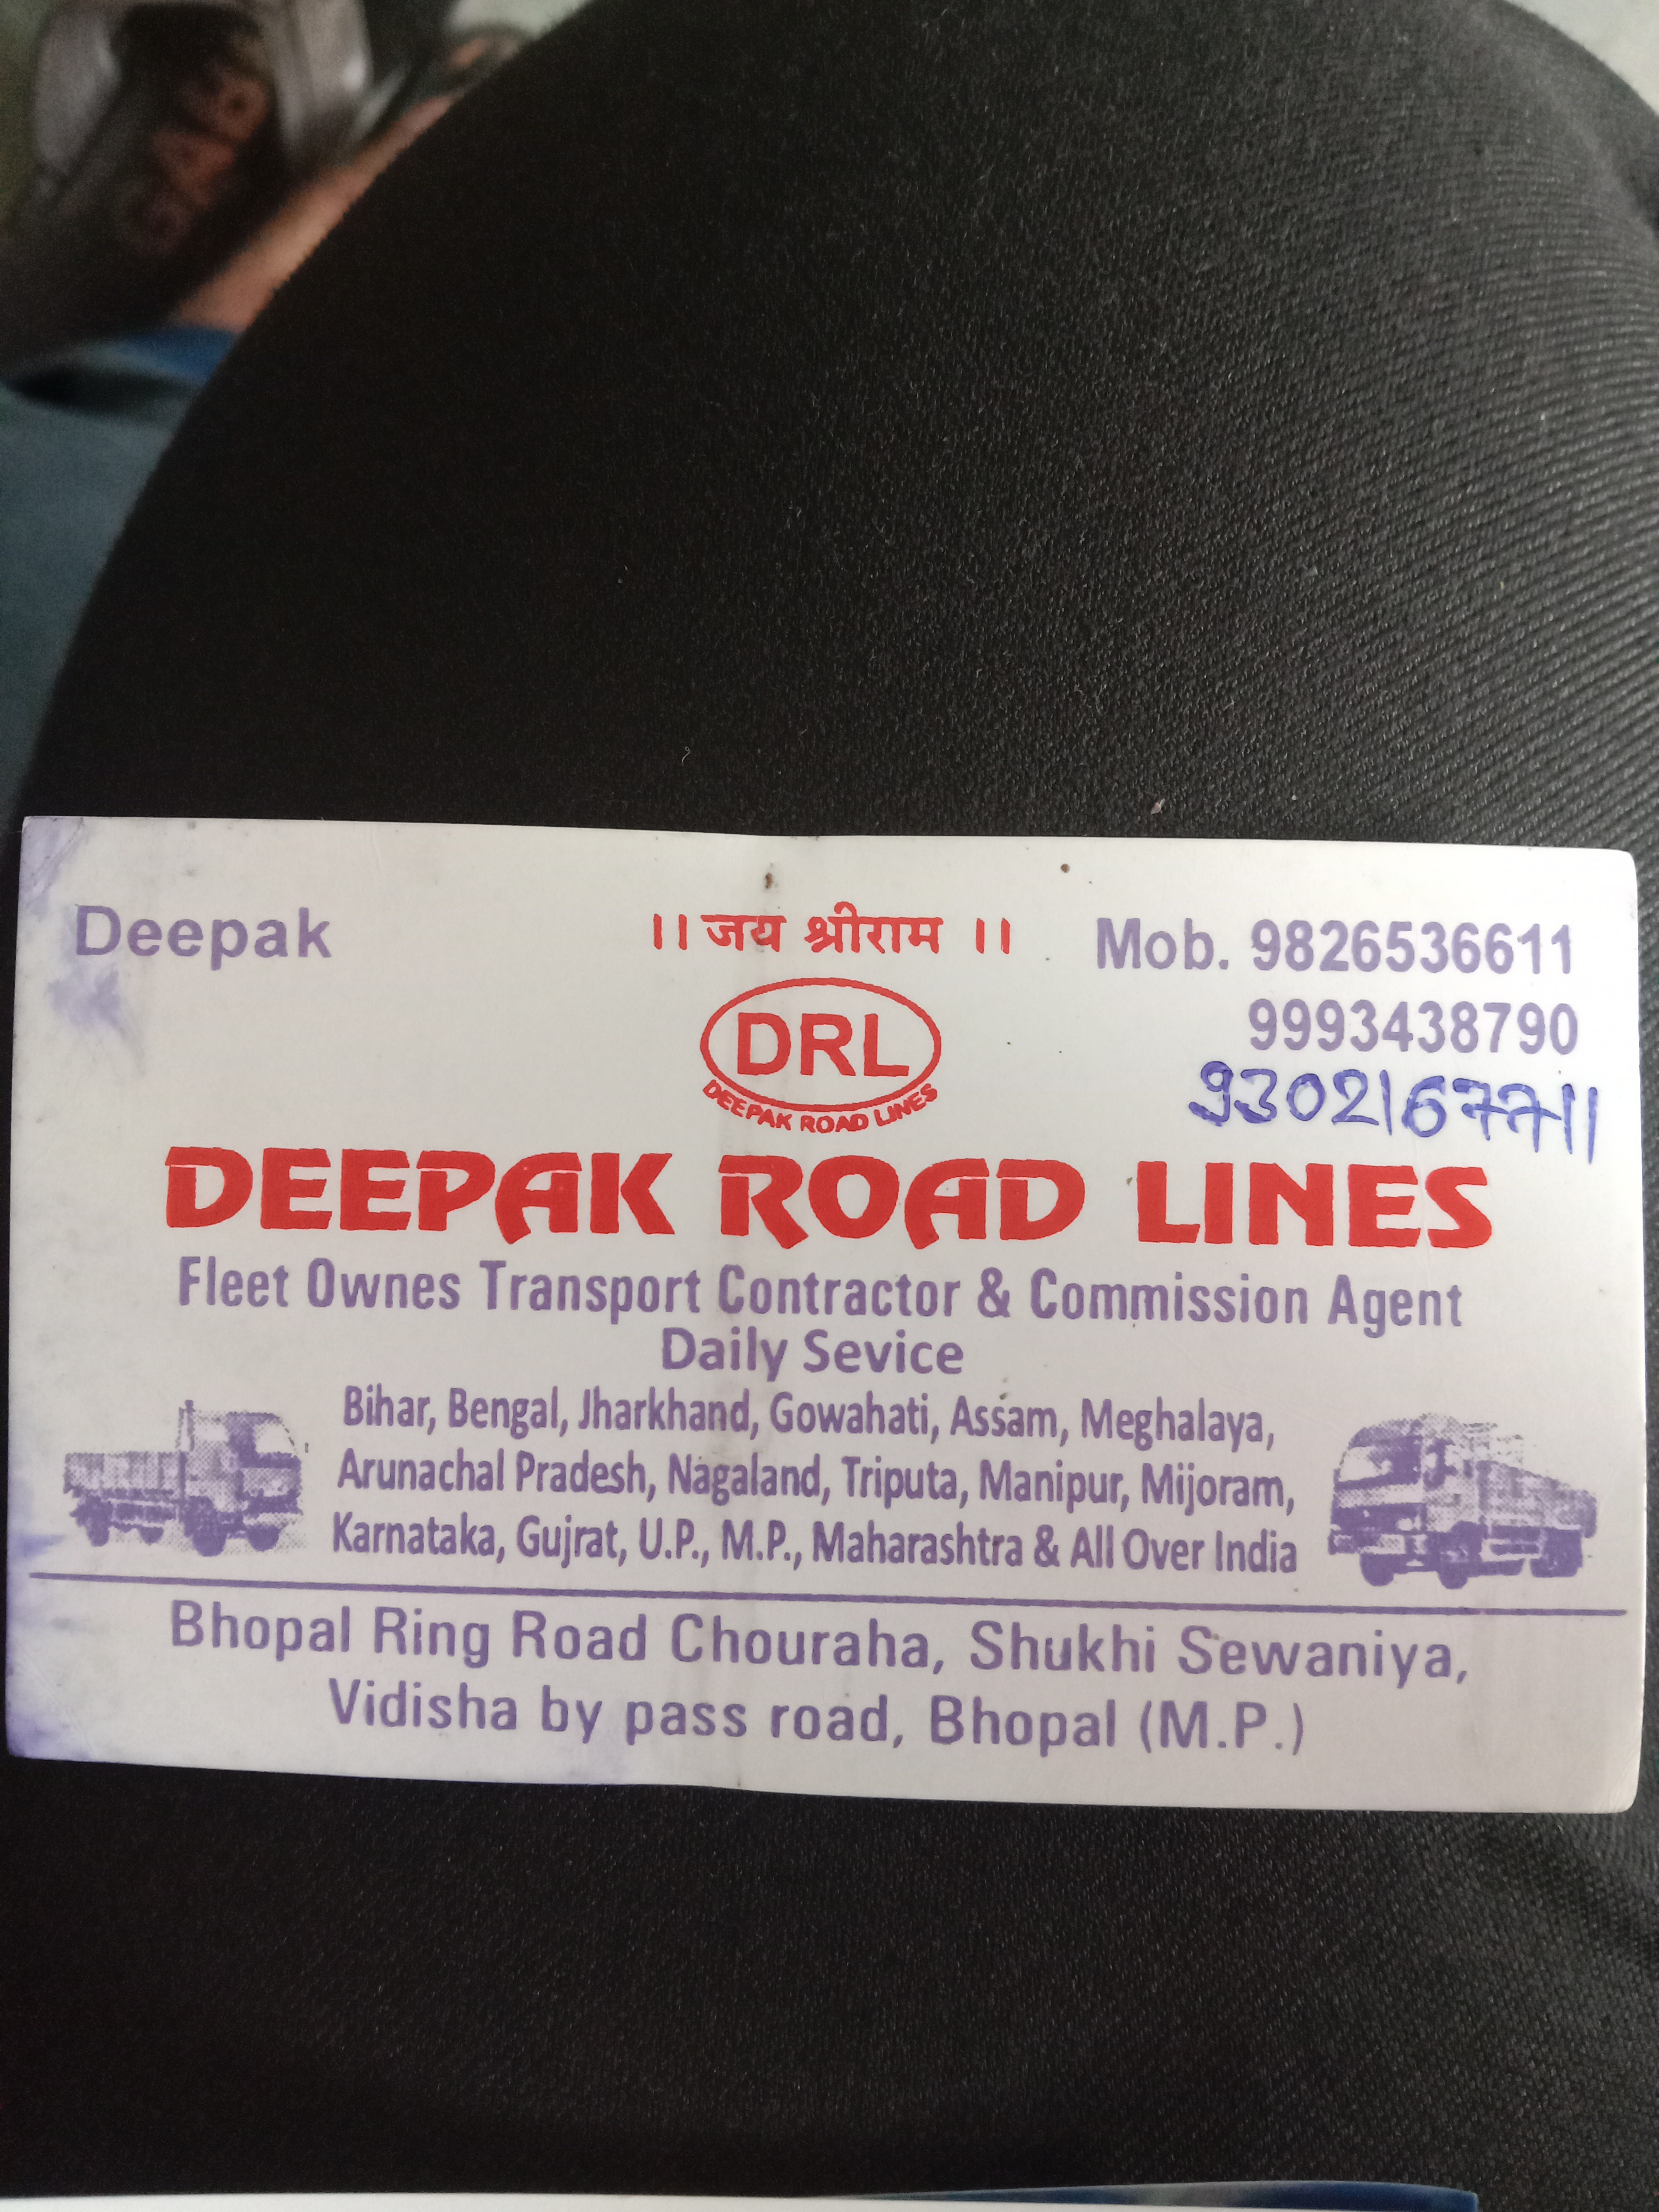 Deepak
।। जय श्रीराम ।।
Mob. 9826536611
9993438790
9302167711
DRL
DEEPAK ROAD LINES
DEEPAK ROAD LINES
Fleet Ownes Transport Contractor & Commission Agent
Daily Sevice
Bihar, Bengal, Jharkhand, Gowahati, Assam, Meghalaya,
Arunachal Pradesh, Nagaland, Triputa, Manipur, Mijoram,
Karnataka, Gujrat, U.P., M.P., Maharashtra & All Over India
Bhopal Ring Road Chouraha, Shukhi Sewaniya,
Vidisha by pass road, Bhopal (M.P.)